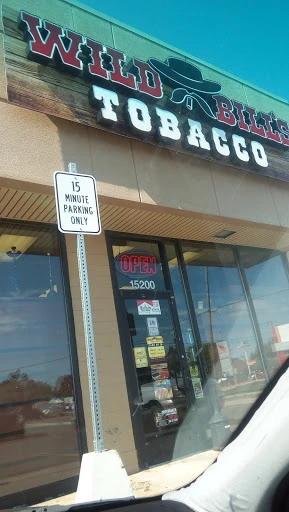 WILD BILL'S
TOBACCO
15
MINUTE
PARKING
ONLY
OPEN
15200